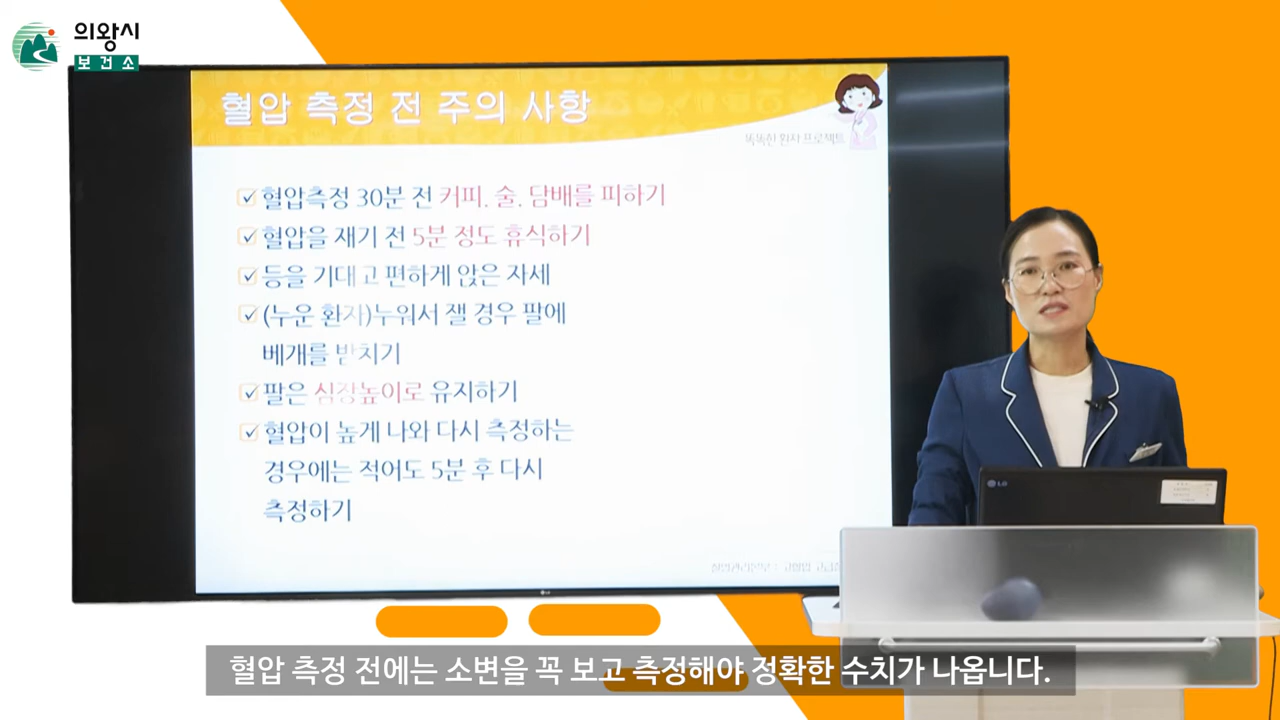 의왕시
보건소
혈압 측정 전 주의 사항
똑똑한 환자 프로젝트
혈압측정 30분 전 커피. 술. 담배를 피하기
혈압을 재기 전 5분 정도 휴식하기
등을 기대고 편하게 앉은 자세
(누운 환자)누워서 잴 경우 팔에
베개를 받치기
팔은 심장높이로 유지하기
혈압이 높게 나와 다시 측정하는
경우에는 적어도 5분 후 다시
측정하기
LG
혈압 측정 전에는 소변을 꼭 보고 측정해야 정확한 수치가 나옵니다.